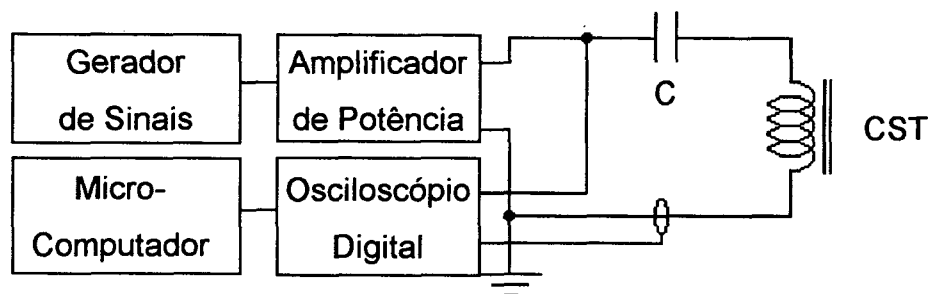 Gerador
de Sinais
Amplificador
de Potência
C
CST
Micro-
Computador
Osciloscópio
Digital